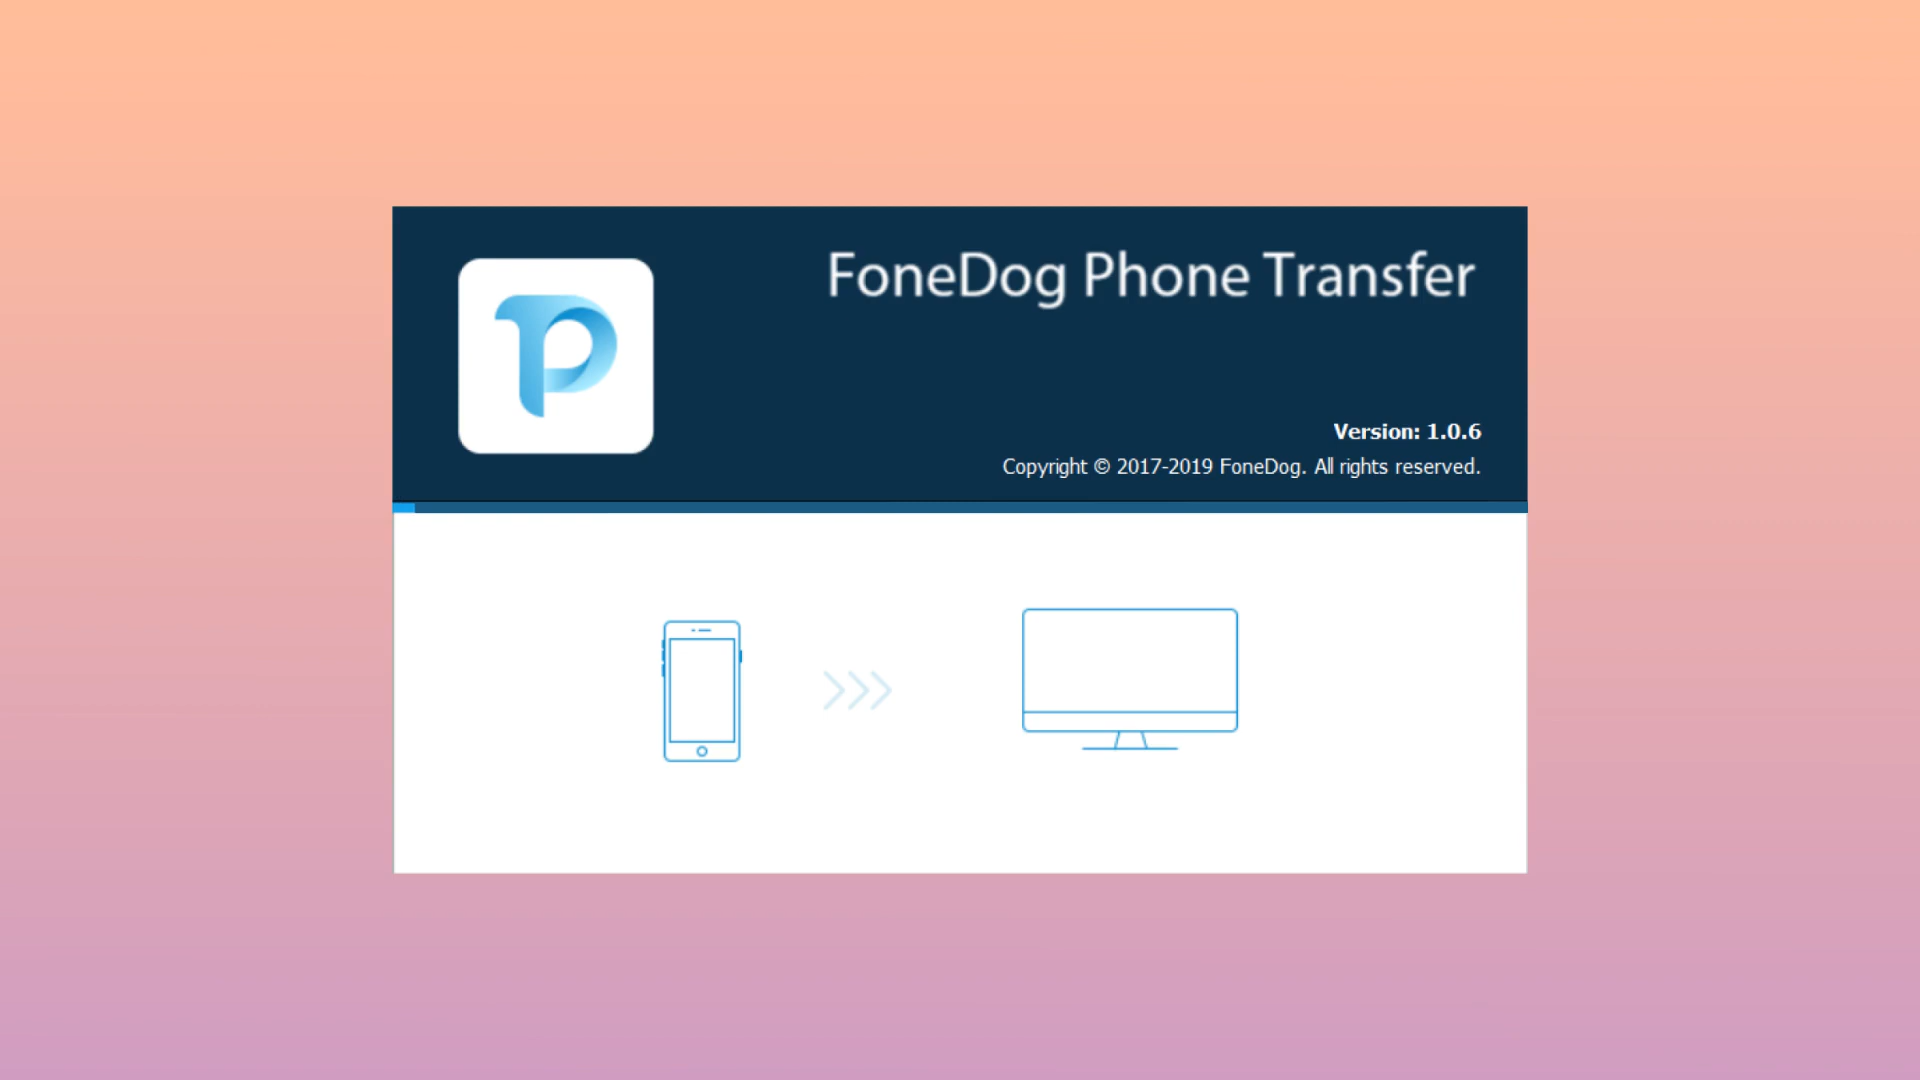 FoneDog Phone Transfer
Version: 1.0.6
Copyright © 2017-2019 FoneDog. All rights reserved.